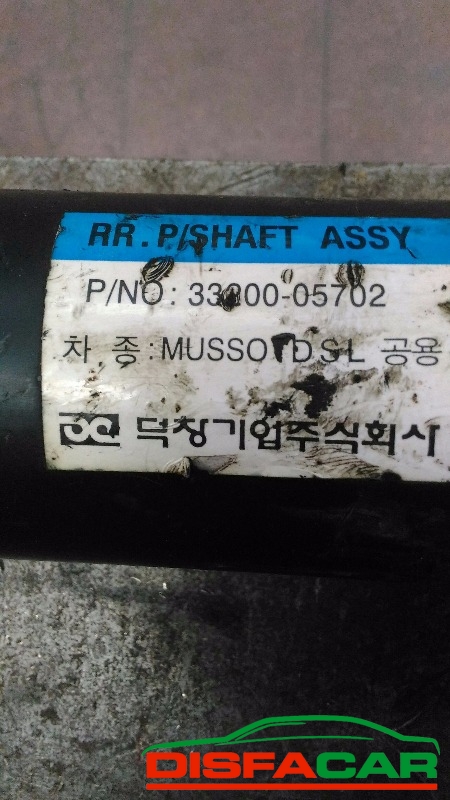 RR. P/SHAFT ASSY
P/NO: 33200-05702
차 종: MUSSO DSL 공용
덕창기업주식회사
DISFACAR